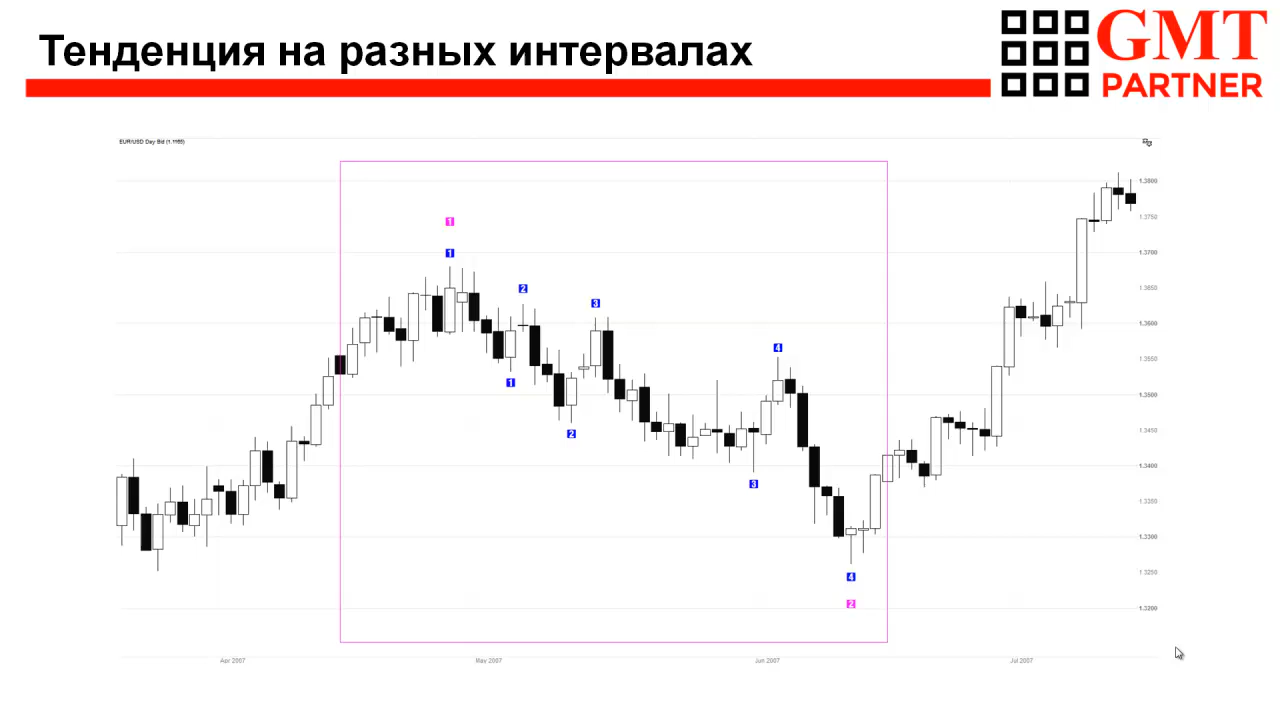 Тенденция на разных интервалах
GMT
PARTNER
EUR/USD Day Bid (1.1165)
1.3800
1
1.3750
1
1.3700
2
1.3650
3
1.3600
4
1.3550
1
1.3500
2
1.3450
3
1.3400
1.3350
1.3300
4
1.3250
2
1.3200
Apr 2007
May 2007
Jun 2007
Jul 2007